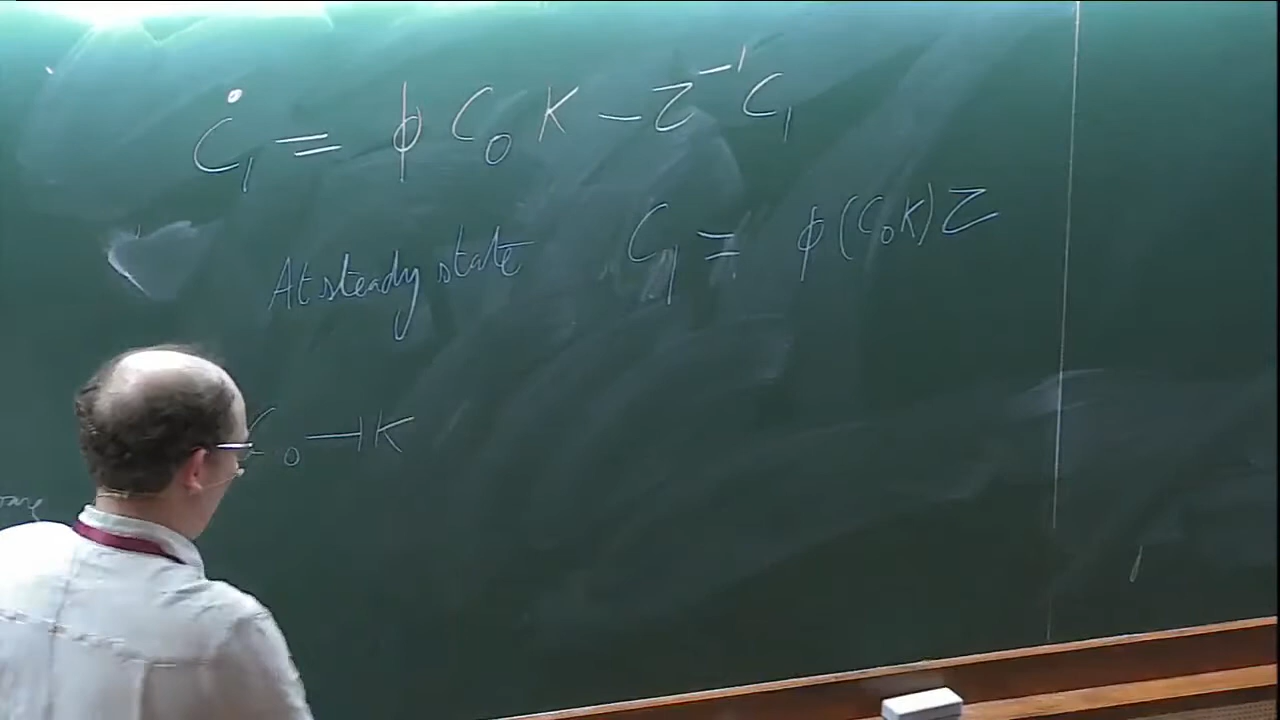 Ċ₁ = ϕ C₀ K − τ⁻¹ C₁
At steady state C₁ = ϕ(C₀K)τ
C₀ ⊣ K